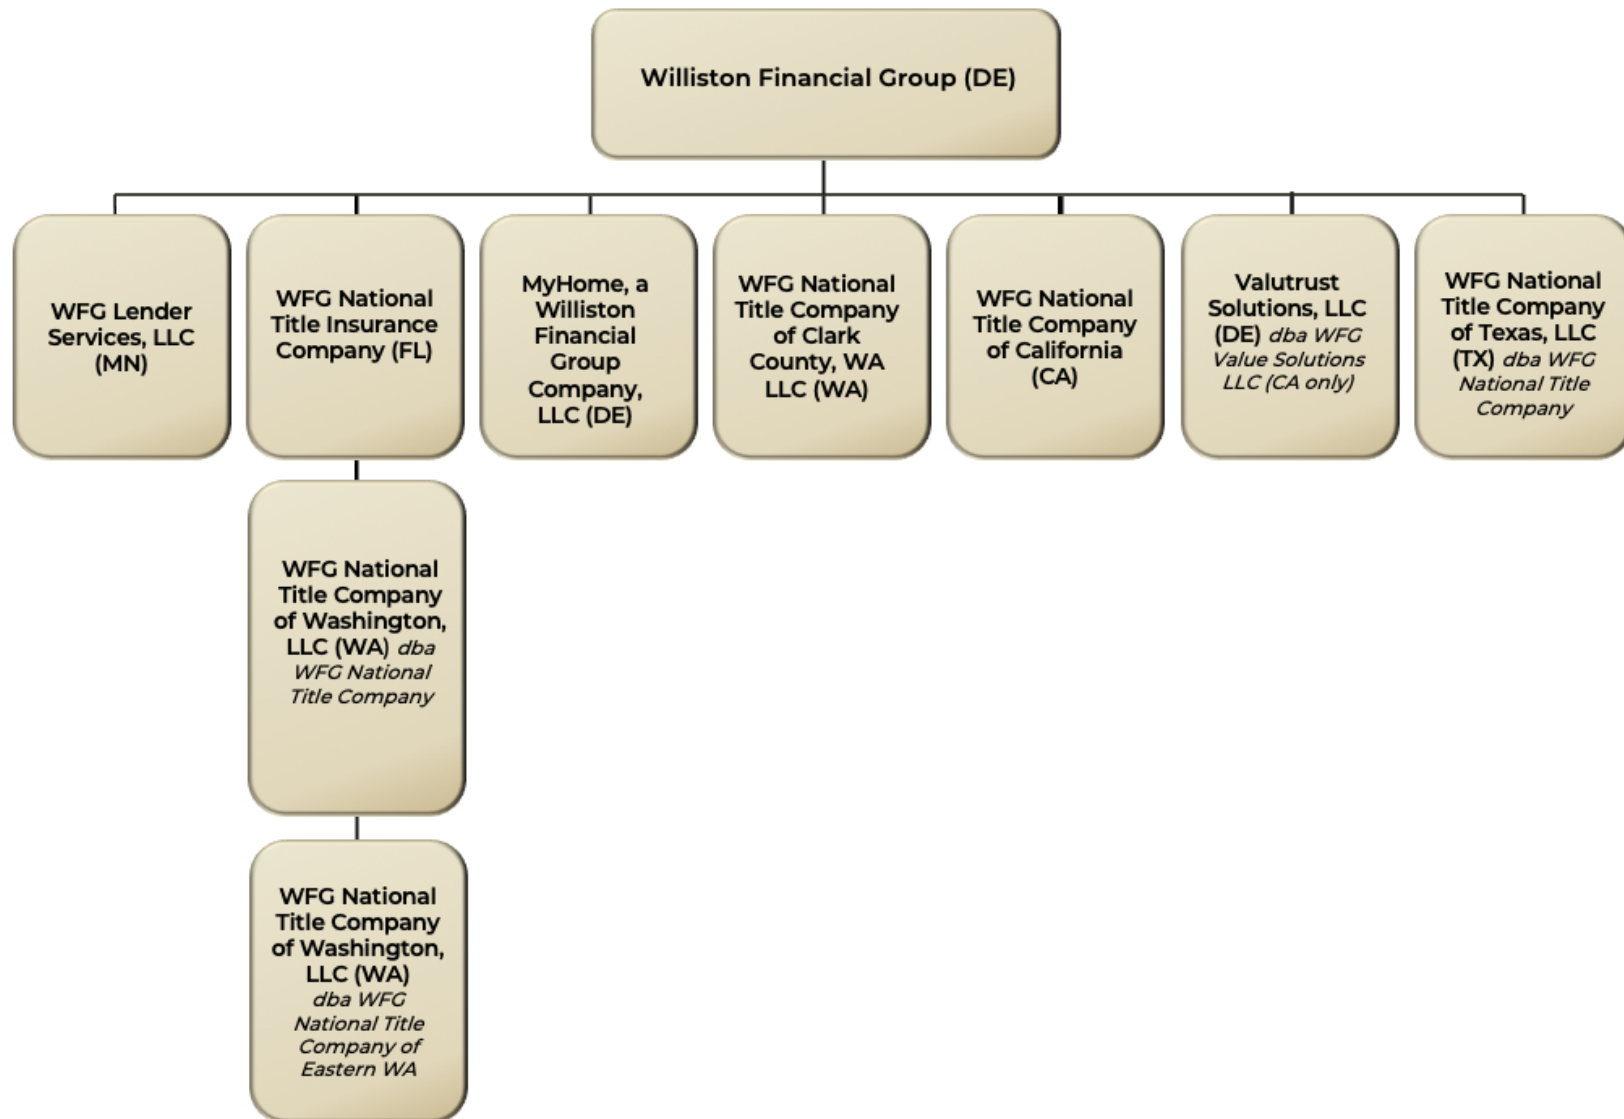 Williston Financial Group (DE)
WFG Lender
Services, LLC
(MN)
WFG National
Title Insurance
Company (FL)
MyHome, a
Williston
Financial
Group
Company,
LLC (DE)
WFG National
Title Company
of Clark
County, WA
LLC (WA)
WFG National
Title Company
of California
(CA)
Valutrust
Solutions, LLC
(DE) dba WFG
Value Solutions
LLC (CA only)
WFG National
Title Company
of Texas, LLC
(TX) dba WFG
National Title
Company
WFG National
Title Company
of Washington,
LLC (WA) dba
WFG National
Title Company
WFG National
Title Company
of Washington,
LLC (WA)
dba WFG
National Title
Company of
Eastern WA